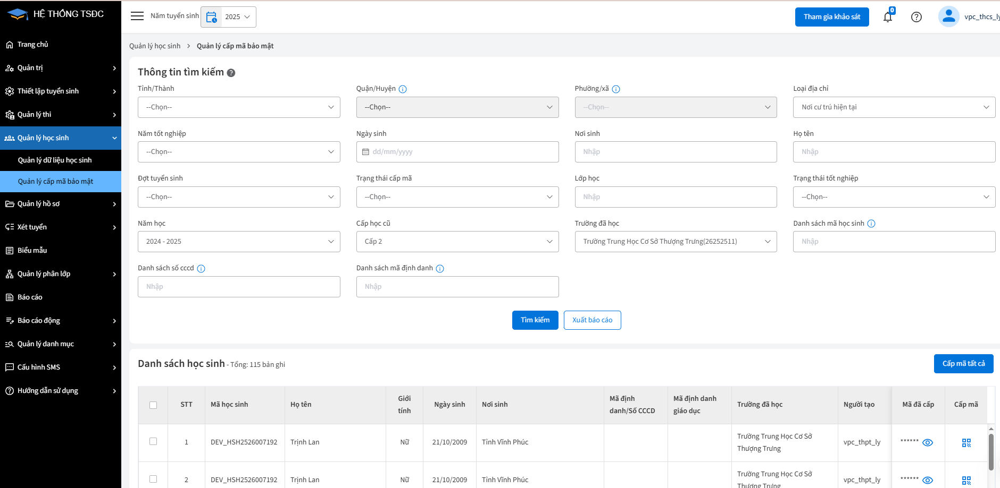 HỆ THỐNG TSĐC
Năm tuyển sinh
2025
Tham gia khảo sát
0
vpc_thcs_ly
Trang chủ
Quản trị
Thiết lập tuyển sinh
Quản lý thi
Quản lý học sinh
Quản lý dữ liệu học sinh
Quản lý cấp mã bảo mật
Quản lý hồ sơ
Xét tuyển
Biểu mẫu
Quản lý phân lớp
Báo cáo
Báo cáo động
Quản lý danh mục
Cấu hình SMS
Hướng dẫn sử dụng
Quản lý học sinh > Quản lý cấp mã bảo mật
Thông tin tìm kiếm
Tỉnh/Thành Quận/Huyện Phường/xã Loại địa chỉ
--Chọn-- --Chọn-- --Chọn-- Nơi cư trú hiện tại
Năm tốt nghiệp Ngày sinh Nơi sinh Họ tên
--Chọn-- dd/mm/yyyy Nhập Nhập
Đợt tuyển sinh Trạng thái cấp mã Lớp học Trạng thái tốt nghiệp
--Chọn-- --Chọn-- Nhập --Chọn--
Năm học Cấp học cũ Trường đã học Danh sách mã học sinh
2024 - 2025 Cấp 2 Trường Trung Học Cơ Sở Thượng Trưng(26252511) Nhập
Danh sách số cccd Danh sách mã định danh
Nhập Nhập
Tìm kiếm Xuất báo cáo
Danh sách học sinh - Tổng: 115 bản ghi
Cấp mã tất cả
STT Mã học sinh Họ tên Giới tính Ngày sinh Nơi sinh Mã định danh/Số CCCD Mã định danh giáo dục Trường đã học Người tạo Mã đã cấp Cấp mã
1 DEV_HSH2526007192 Trịnh Lan Nữ 21/10/2009 Tỉnh Vĩnh Phúc Trường Trung Học Cơ Sở Thượng Trưng vpc_thpt_ly ******
2 DEV_HSH2526007192 Trịnh Lan Nữ 21/10/2009 Tỉnh Vĩnh Phúc Trường Trung Học Cơ Sở Thượng Trưng vpc_thpt_ly ******